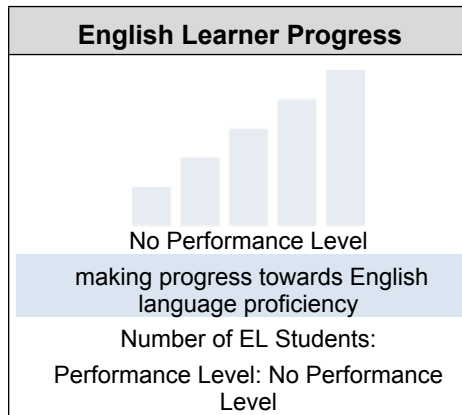 English Learner Progress
No Performance Level
making progress towards English
language proficiency
Number of EL Students:
Performance Level: No Performance
Level